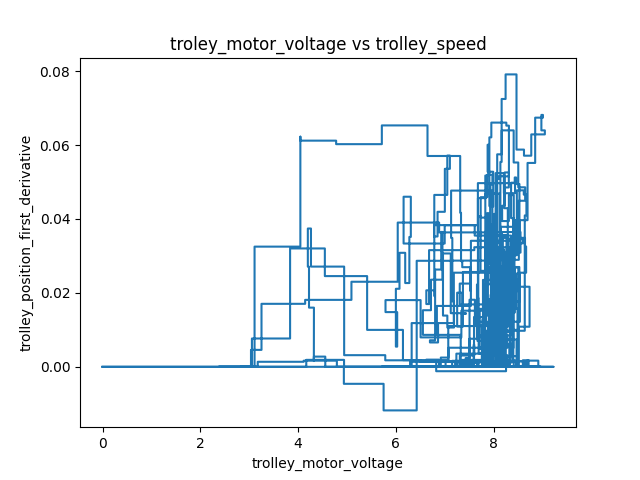 troley_motor_voltage vs trolley_speed
0.08
0.06
0.04
0.02
0.00
trolley_position_first_derivative
0 2 4 6 8
trolley_motor_voltage